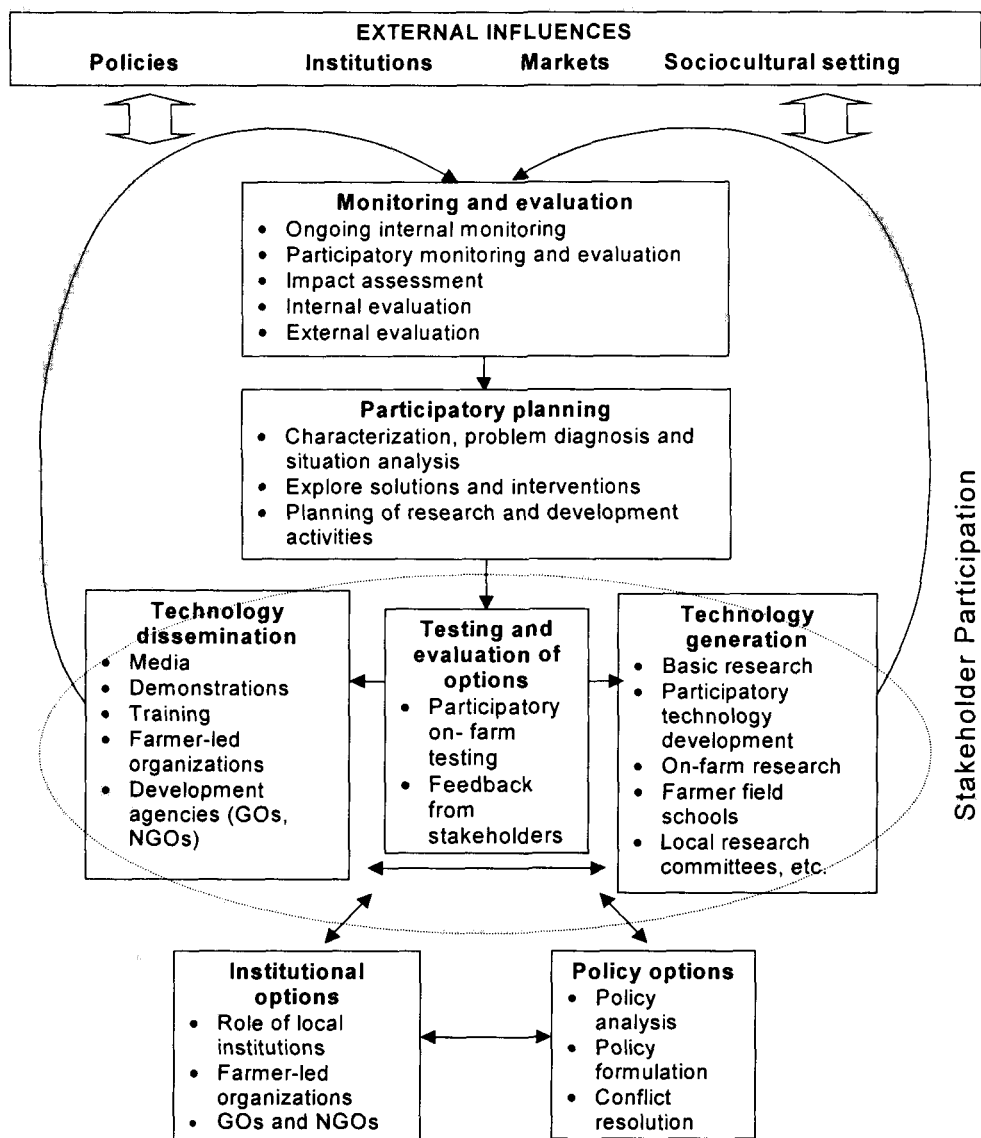 EXTERNAL INFLUENCES
Policies Institutions Markets Sociocultural setting
Monitoring and evaluation
• Ongoing internal monitoring
• Participatory monitoring and evaluation
• Impact assessment
• Internal evaluation
• External evaluation
Participatory planning
• Characterization, problem diagnosis and
situation analysis
• Explore solutions and interventions
• Planning of research and development
activities
Technology
dissemination
• Media
• Demonstrations
• Training
• Farmer-led
organizations
• Development
agencies (GOs,
NGOs)
Testing and
evaluation of
options
• Participatory
on- farm
testing
• Feedback
from
stakeholders
Technology
generation
• Basic research
• Participatory
technology
development
• On-farm research
• Farmer field
schools
• Local research
committees, etc.
Stakeholder Participation
Institutional
options
• Role of local
institutions
• Farmer-led
organizations
• GOs and NGOs
Policy options
• Policy
analysis
• Policy
formulation
• Conflict
resolution